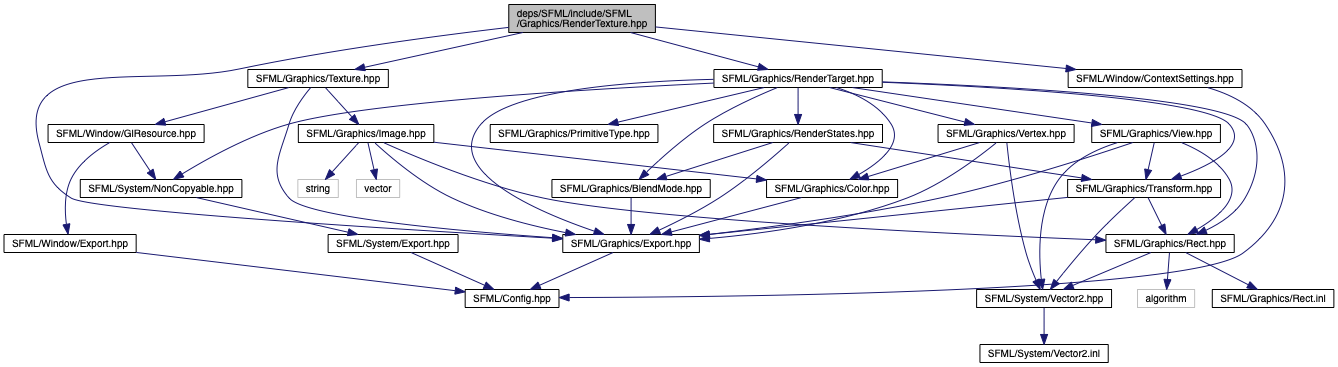 deps/SFML/include/SFML
/Graphics/RenderTexture.hpp
SFML/Graphics/Texture.hpp
SFML/Graphics/RenderTarget.hpp
SFML/Window/ContextSettings.hpp
SFML/Window/GlResource.hpp
SFML/Graphics/Image.hpp
SFML/Graphics/PrimitiveType.hpp
SFML/Graphics/RenderStates.hpp
SFML/Graphics/Vertex.hpp
SFML/Graphics/View.hpp
SFML/System/NonCopyable.hpp
string
vector
SFML/Graphics/BlendMode.hpp
SFML/Graphics/Color.hpp
SFML/Graphics/Transform.hpp
SFML/Window/Export.hpp
SFML/System/Export.hpp
SFML/Graphics/Export.hpp
SFML/Graphics/Rect.hpp
SFML/Config.hpp
SFML/System/Vector2.hpp
algorithm
SFML/Graphics/Rect.inl
SFML/System/Vector2.inl